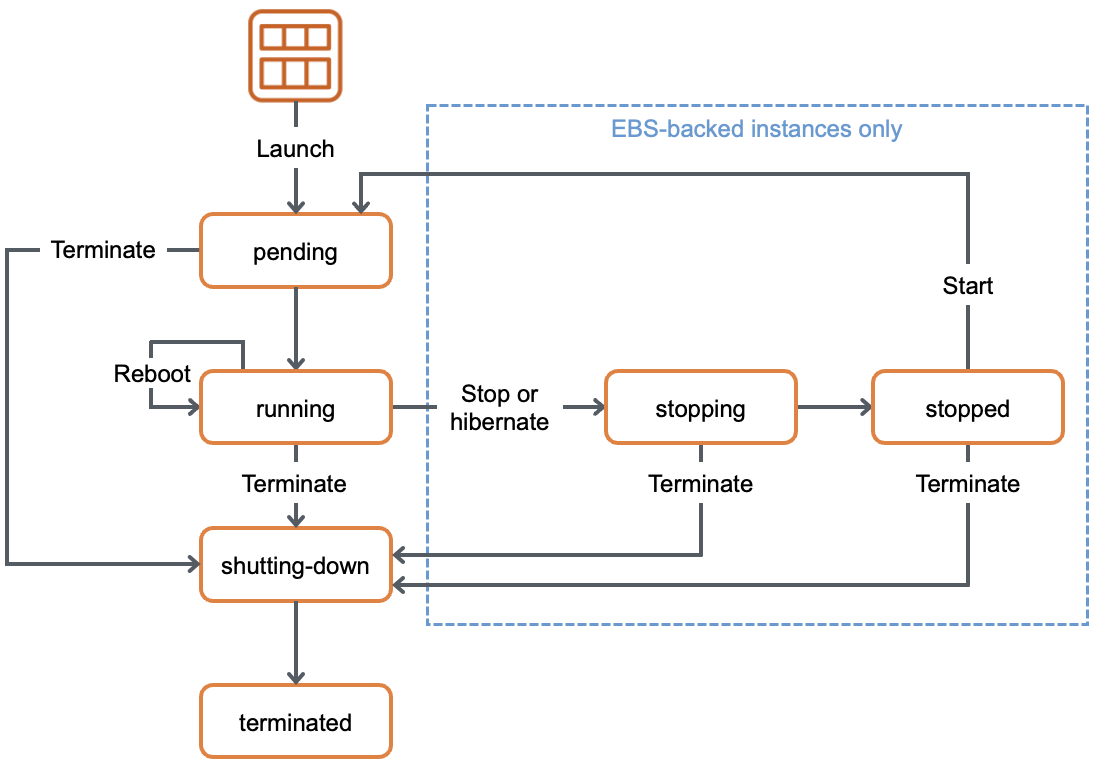 EBS-backed instances only
Launch
Terminate
pending
Start
Reboot
running
Stop or
hibernate
stopping
stopped
Terminate
Terminate
Terminate
shutting-down
terminated